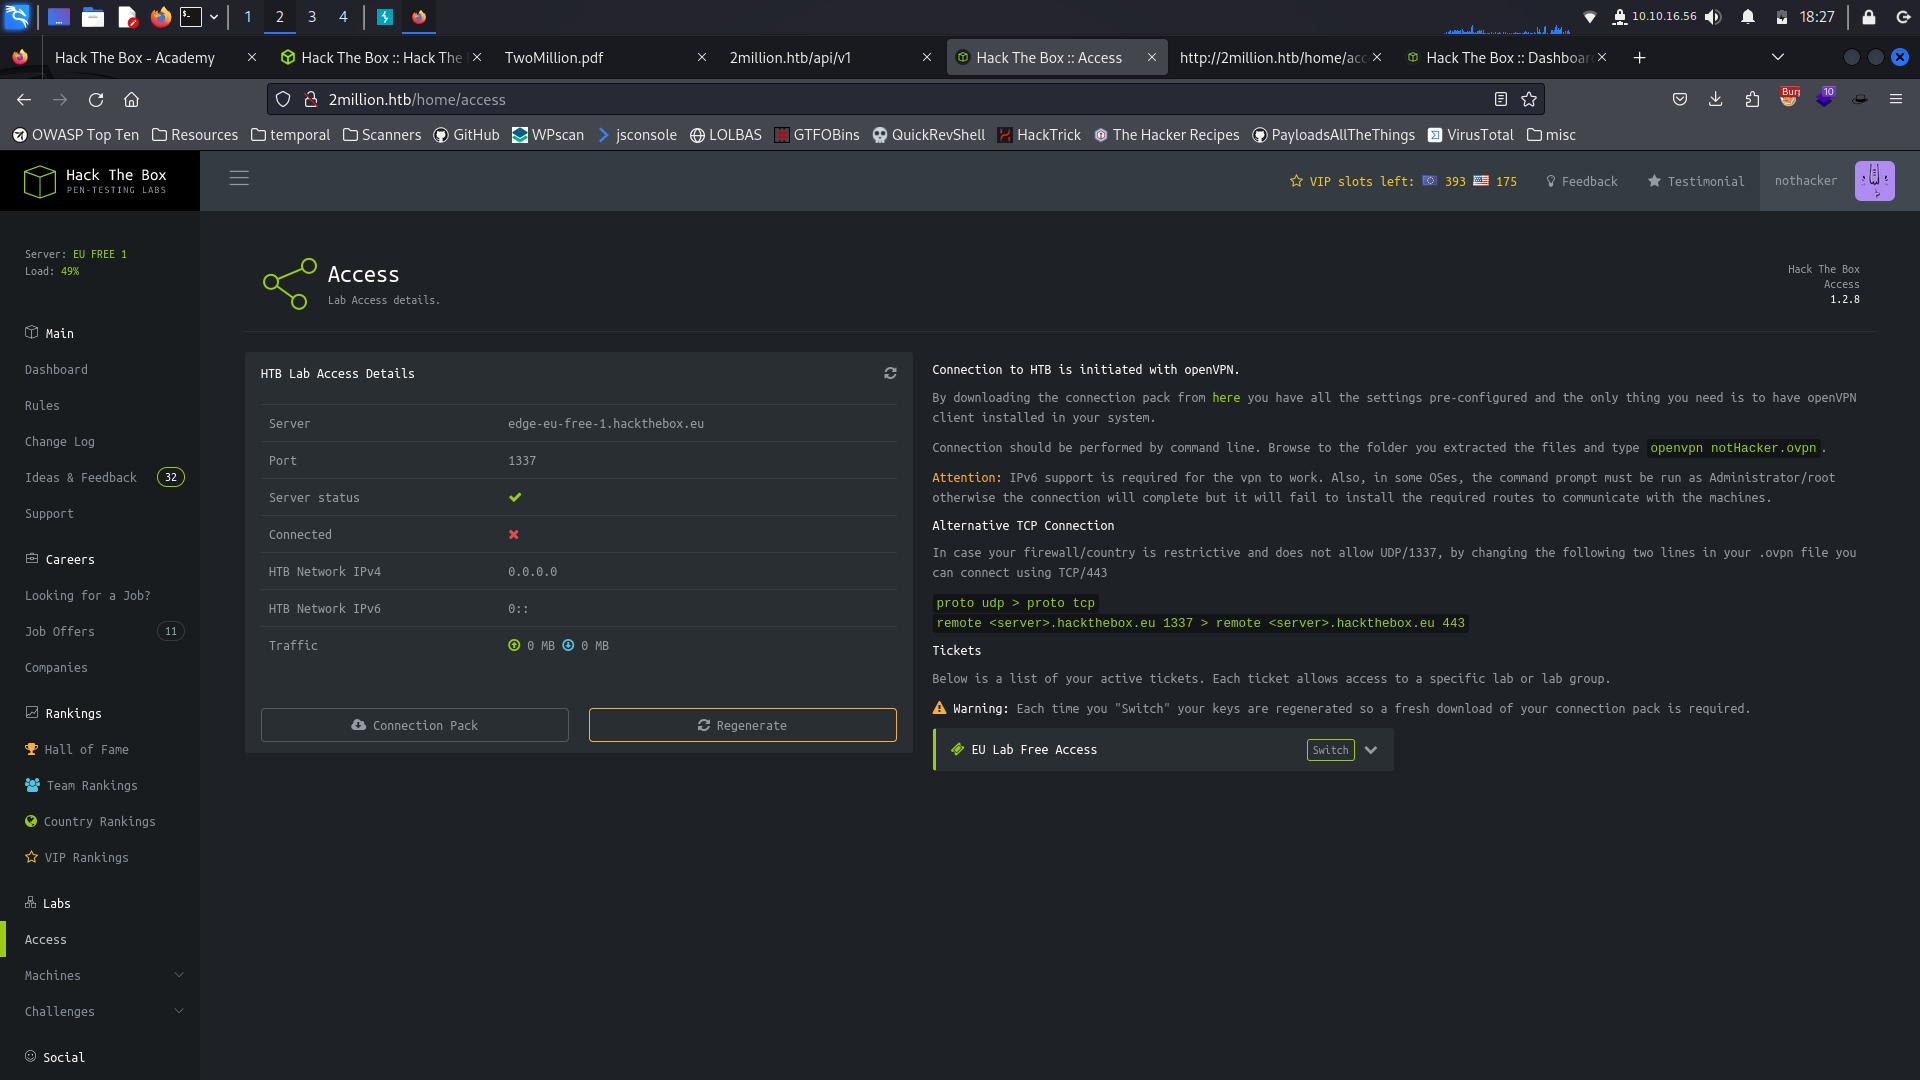 1 2 3 4 10.10.16.56 18:27
Hack The Box - Academy Hack The Box :: Hack The TwoMillion.pdf 2million.htb/api/v1 Hack The Box :: Access http://2million.htb/home/acc Hack The Box :: Dashboar
2million.htb/home/access 10
OWASP Top Ten Resources temporal Scanners GitHub WPscan jsconsole LOLBAS GTFOBins QuickRevShell HackTrick The Hacker Recipes PayloadsAllTheThings VirusTotal misc
Hack The Box
PEN-TESTING LABS
VIP slots left: 393 175 Feedback Testimonial nothacker
Server: EU FREE 1
Load: 49%
Main
Dashboard
Rules
Change Log
Ideas & Feedback 32
Support
Careers
Looking for a Job?
Job Offers 11
Companies
Rankings
Hall of Fame
Team Rankings
Country Rankings
VIP Rankings
Labs
Access
Machines
Challenges
Social
Access
Lab Access details.
Hack The Box
Access
1.2.8
HTB Lab Access Details
Server edge-eu-free-1.hackthebox.eu
Port 1337
Server status
Connected
HTB Network IPv4 0.0.0.0
HTB Network IPv6 0::
Traffic 0 MB 0 MB
Connection Pack Regenerate
Connection to HTB is initiated with openVPN.
By downloading the connection pack from here you have all the settings pre-configured and the only thing you need is to have openVPN
client installed in your system.
Connection should be performed by command line. Browse to the folder you extracted the files and type openvpn notHacker.ovpn.
Attention: IPv6 support is required for the vpn to work. Also, in some OSes, the command prompt must be run as Administrator/root
otherwise the connection will complete but it will fail to install the required routes to communicate with the machines.
Alternative TCP Connection
In case your firewall/country is restrictive and does not allow UDP/1337, by changing the following two lines in your .ovpn file you
can connect using TCP/443
proto udp > proto tcp
remote <server>.hackthebox.eu 1337 > remote <server>.hackthebox.eu 443
Tickets
Below is a list of your active tickets. Each ticket allows access to a specific lab or lab group.
Warning: Each time you "Switch" your keys are regenerated so a fresh download of your connection pack is required.
EU Lab Free Access Switch